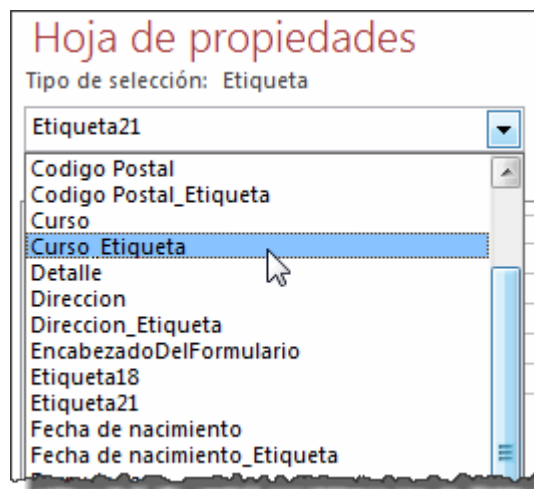 Hoja de propiedades
Tipo de selección: Etiqueta
Etiqueta21
Codigo Postal
Codigo Postal_Etiqueta
Curso
Curso_Etiqueta
Detalle
Direccion
Direccion_Etiqueta
EncabezadoDelFormulario
Etiqueta18
Etiqueta21
Fecha de nacimiento
Fecha de nacimiento_Etiqueta